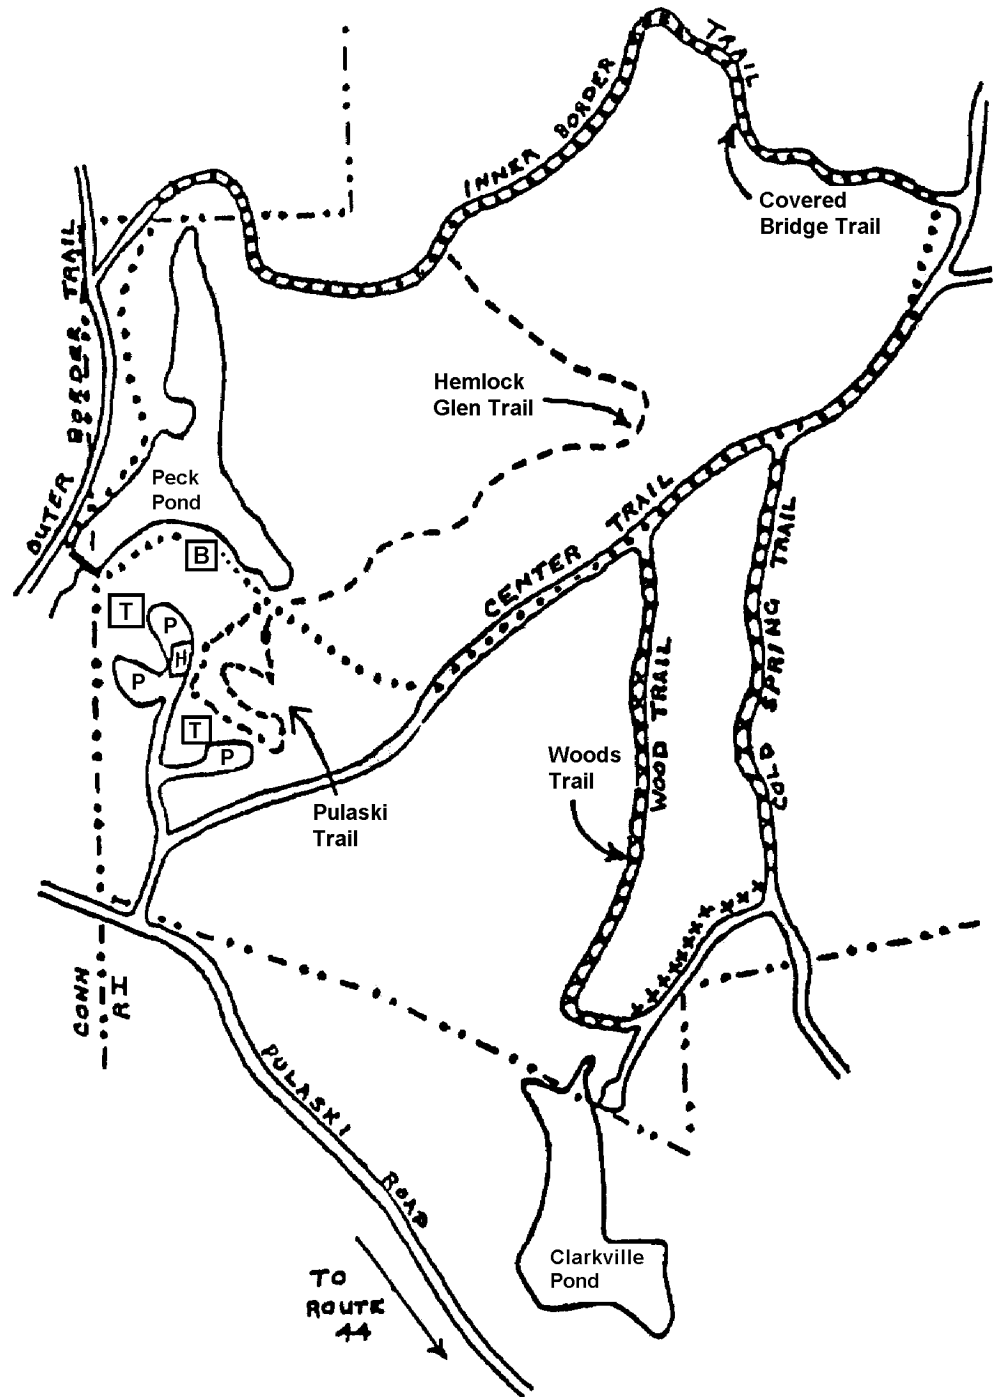 INNER BORDER TRAIL
Covered
Bridge Trail
OUTER BORDER TRAIL
Hemlock
Glen Trail
Peck
Pond
B
T
P
H
P
T
P
CENTER TRAIL
WOOD TRAIL
COLD SPRING TRAIL
Woods
Trail
Pulaski
Trail
CONN
RI
PULASKI ROAD
Clarkville
Pond
TO
ROUTE
44